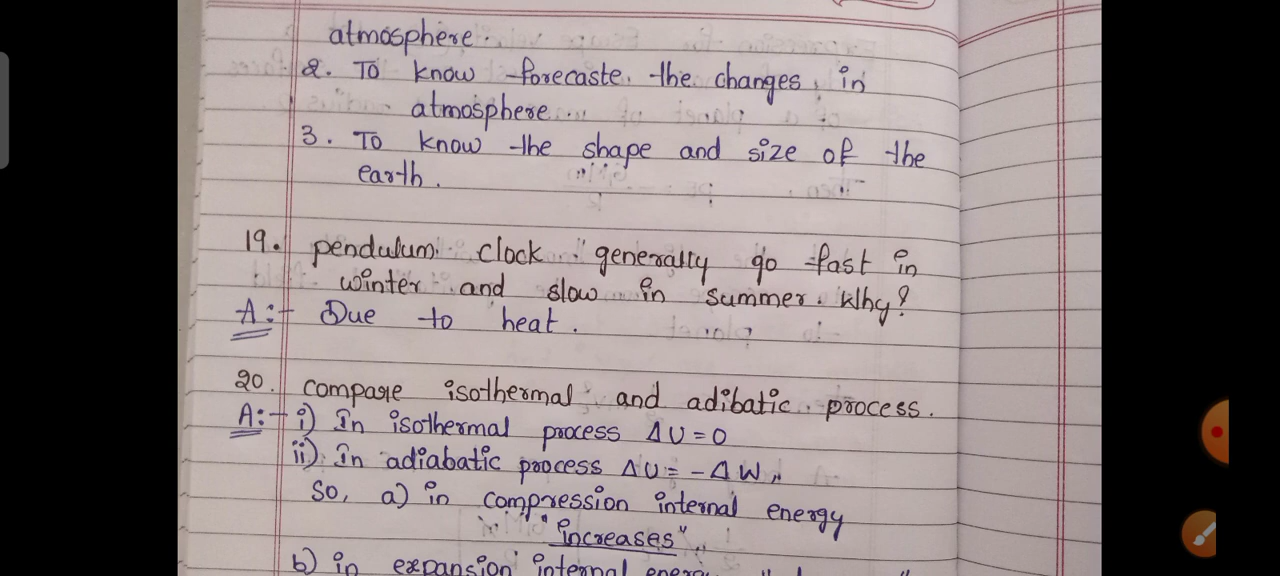 atmosphere.
2. To know forecaste. the changes in
atmosphere.
3. To know the shape and size of the
earth.
19. pendulum clock generally go fast in
winter and slow in summer. Why?
A:- Due to heat.
20. compare isothermal and adibatic process.
A:- i) In isothermal process ΔU=0
ii) In adiabatic process ΔU= -ΔW,,
So, a) in compression internal energy
"increases",,
b) in expansion internal